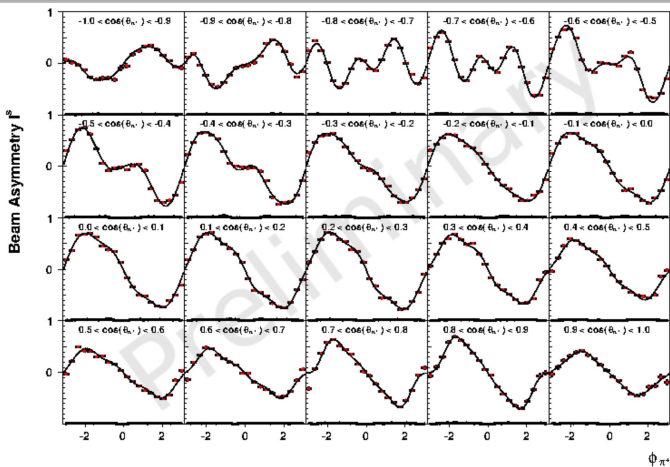 1
-1.0 < cos(θπ+) < -0.9
-0.9 < cos(θπ+) < -0.8
-0.8 < cos(θπ+) < -0.7
-0.7 < cos(θπ+) < -0.6
-0.6 < cos(θπ+) < -0.5
0
1
-0.5 < cos(θπ+) < -0.4
-0.4 < cos(θπ+) < -0.3
-0.3 < cos(θπ+) < -0.2
-0.2 < cos(θπ+) < -0.1
-0.1 < cos(θπ+) < 0.0
0
1
0.0 < cos(θπ+) < 0.1
0.1 < cos(θπ+) < 0.2
0.2 < cos(θπ+) < 0.3
0.3 < cos(θπ+) < 0.4
0.4 < cos(θπ+) < 0.5
0
1
0.5 < cos(θπ+) < 0.6
0.6 < cos(θπ+) < 0.7
0.7 < cos(θπ+) < 0.8
0.8 < cos(θπ+) < 0.9
0.9 < cos(θπ+) < 1.0
0
-2 0 2 -2 0 2 -2 0 2 -2 0 2 -2 0 2
ϕπ+
Beam Asymmetry Iˢ
Preliminary